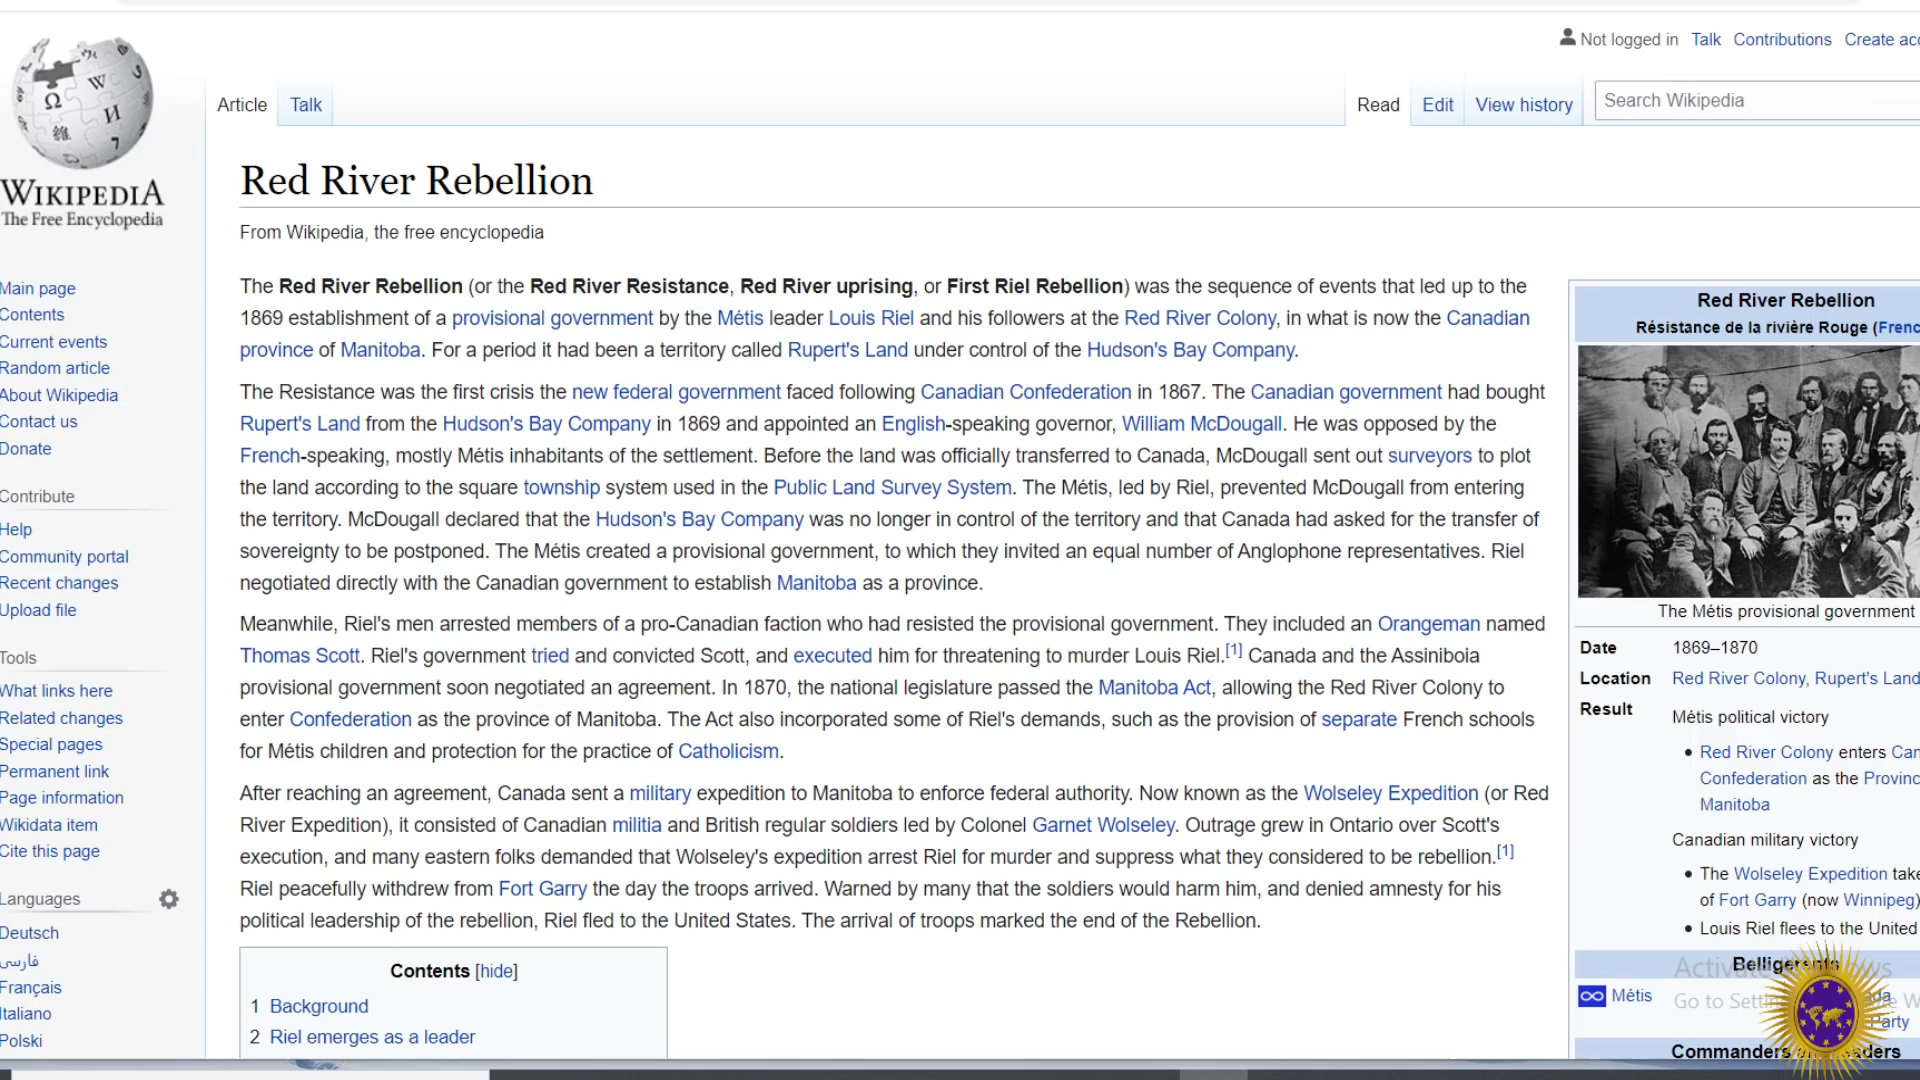 Not logged in Talk Contributions Create acc
Article Talk Read Edit View history Search Wikipedia
WIKIPEDIA
The Free Encyclopedia
Main page
Contents
Current events
Random article
About Wikipedia
Contact us
Donate
Contribute
Help
Community portal
Recent changes
Upload file
Tools
What links here
Related changes
Special pages
Permanent link
Page information
Wikidata item
Cite this page
Languages
Deutsch
فارسی
Français
Italiano
Polski
Red River Rebellion
From Wikipedia, the free encyclopedia
The Red River Rebellion (or the Red River Resistance, Red River uprising, or First Riel Rebellion) was the sequence of events that led up to the
1869 establishment of a provisional government by the Métis leader Louis Riel and his followers at the Red River Colony, in what is now the Canadian
province of Manitoba. For a period it had been a territory called Rupert's Land under control of the Hudson's Bay Company.
The Resistance was the first crisis the new federal government faced following Canadian Confederation in 1867. The Canadian government had bought
Rupert's Land from the Hudson's Bay Company in 1869 and appointed an English-speaking governor, William McDougall. He was opposed by the
French-speaking, mostly Métis inhabitants of the settlement. Before the land was officially transferred to Canada, McDougall sent out surveyors to plot
the land according to the square township system used in the Public Land Survey System. The Métis, led by Riel, prevented McDougall from entering
the territory. McDougall declared that the Hudson's Bay Company was no longer in control of the territory and that Canada had asked for the transfer of
sovereignty to be postponed. The Métis created a provisional government, to which they invited an equal number of Anglophone representatives. Riel
negotiated directly with the Canadian government to establish Manitoba as a province.
Meanwhile, Riel's men arrested members of a pro-Canadian faction who had resisted the provisional government. They included an Orangeman named
Thomas Scott. Riel's government tried and convicted Scott, and executed him for threatening to murder Louis Riel.[1] Canada and the Assiniboia
provisional government soon negotiated an agreement. In 1870, the national legislature passed the Manitoba Act, allowing the Red River Colony to
enter Confederation as the province of Manitoba. The Act also incorporated some of Riel's demands, such as the provision of separate French schools
for Métis children and protection for the practice of Catholicism.
After reaching an agreement, Canada sent a military expedition to Manitoba to enforce federal authority. Now known as the Wolseley Expedition (or Red
River Expedition), it consisted of Canadian militia and British regular soldiers led by Colonel Garnet Wolseley. Outrage grew in Ontario over Scott's
execution, and many eastern folks demanded that Wolseley's expedition arrest Riel for murder and suppress what they considered to be rebellion.[1]
Riel peacefully withdrew from Fort Garry the day the troops arrived. Warned by many that the soldiers would harm him, and denied amnesty for his
political leadership of the rebellion, Riel fled to the United States. The arrival of troops marked the end of the Rebellion.
Contents [hide]
1 Background
2 Riel emerges as a leader
Red River Rebellion
Résistance de la rivière Rouge (Frenc
The Métis provisional government
Date 1869–1870
Location Red River Colony, Rupert's Land
Result Métis political victory
• Red River Colony enters Can
Confederation as the Provinc
Manitoba
Canadian military victory
• The Wolseley Expedition take
of Fort Garry (now Winnipeg)
• Louis Riel flees to the United
Belligerents
Métis
Party
Commanders
Activate
Go to